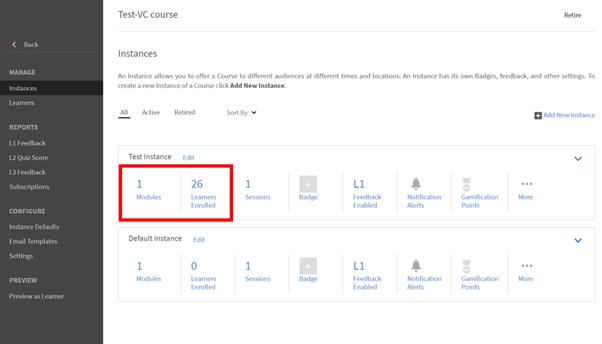 Test-VC course
Retire
Back
MANAGE
Instances
Learners
REPORTS
L1 Feedback
L2 Quiz Score
L3 Feedback
Subscriptions
CONFIGURE
Instance Defaults
Email Templates
Settings
PREVIEW
Preview as Learner
Instances
An Instance allows you to offer a Course to different audiences at different times and locations. An Instance has its own Badges, feedback, and other settings. To
create a new Instance of a Course click Add New Instance.
All Active Retired Sort By
Add New Instance
Test Instance Edit
1 26 1 L1
Modules Learners Sessions Badge Feedback Notification Gamification More
Enrolled Enabled Alerts Points
Default instance Edit
1 0 1 L1
Modules Learners Sessions Badge Feedback Notification Gamification More
Enrolled Enabled Alerts Points